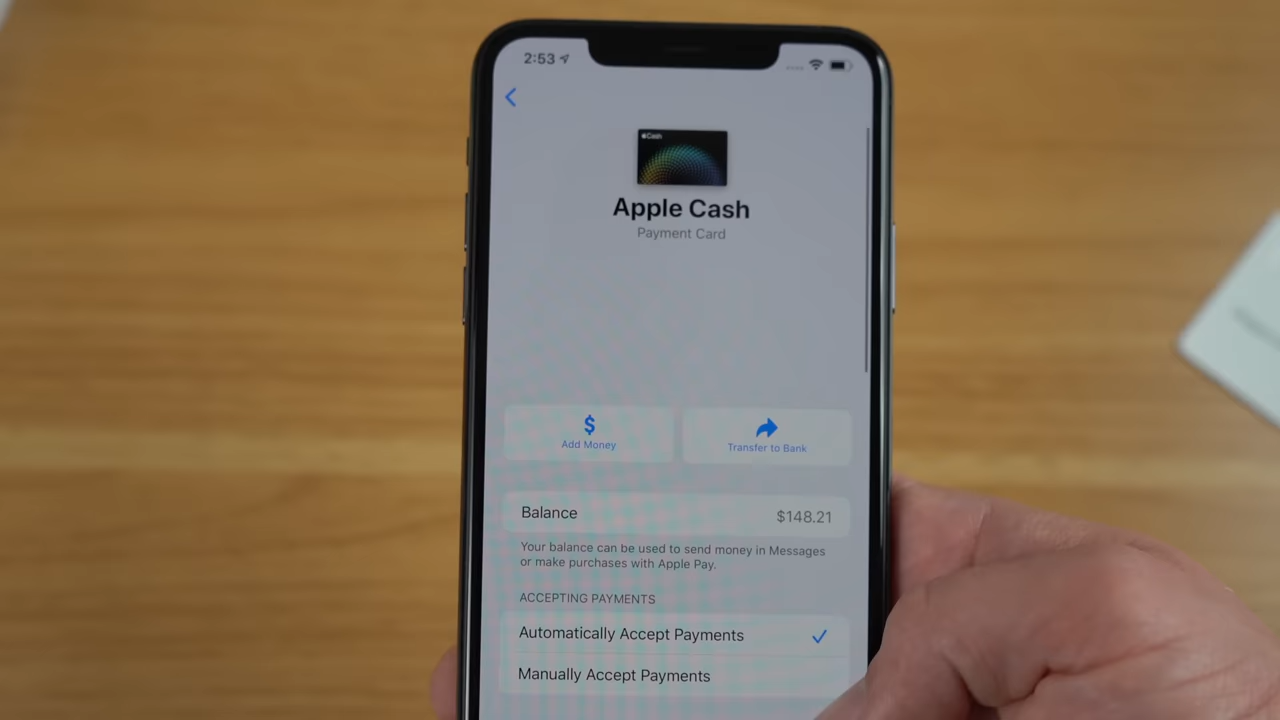 2:53
Cash
Apple Cash
Payment Card
$
Add Money
Transfer to Bank
Balance
$148.21
Your balance can be used to send money in Messages
or make purchases with Apple Pay.
ACCEPTING PAYMENTS
Automatically Accept Payments
Manually Accept Payments